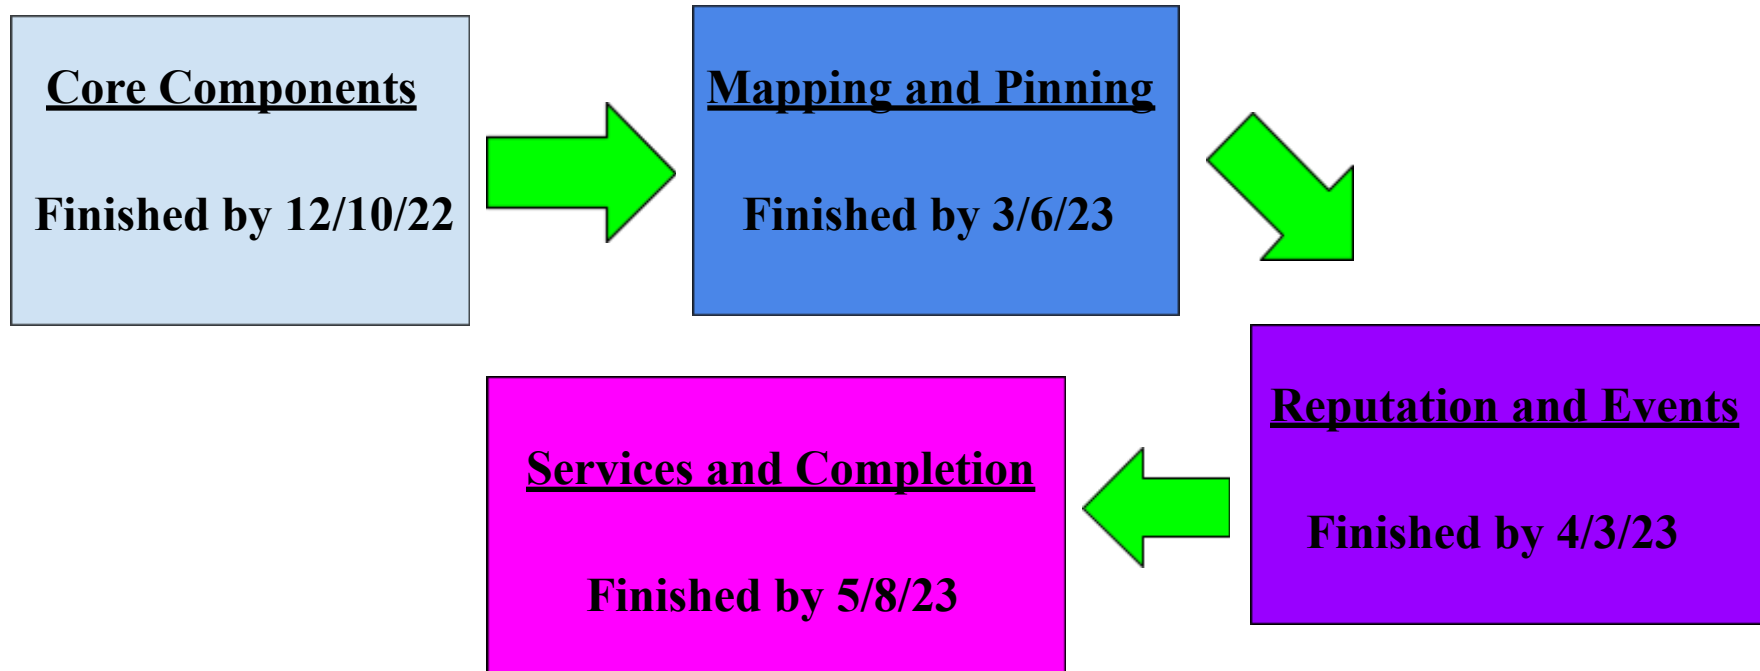 Core Components
Finished by 12/10/22
Mapping and Pinning
Finished by 3/6/23
Reputation and Events
Finished by 4/3/23
Services and Completion
Finished by 5/8/23